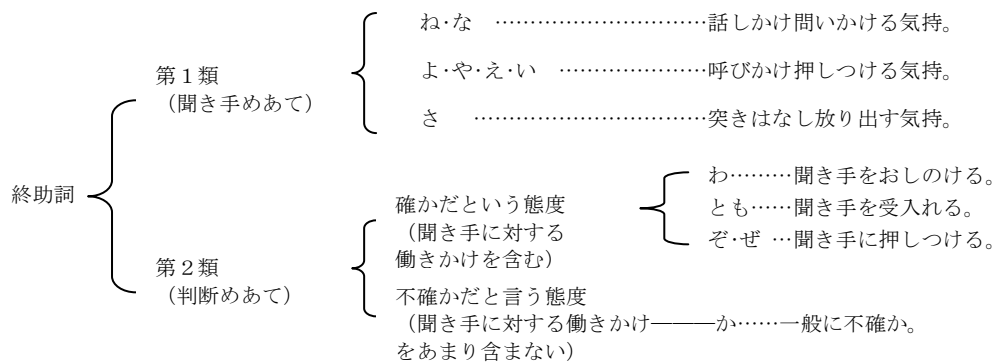 終助詞
第１類
（聞き手めあて）
ね･な　…………………………話しかけ問いかける気持。
よ･や･え･い　…………………呼びかけ押しつける気持。
さ　……………………………突きはなし放り出す気持。
第２類
（判断めあて）
確かだという態度
（聞き手に対する
働きかけを含む）
わ………聞き手をおしのける。
とも……聞き手を受入れる。
ぞ･ぜ …聞き手に押しつける。
不確かだと言う態度
（聞き手に対する働きかけ―――か……一般に不確か。
をあまり含まない）